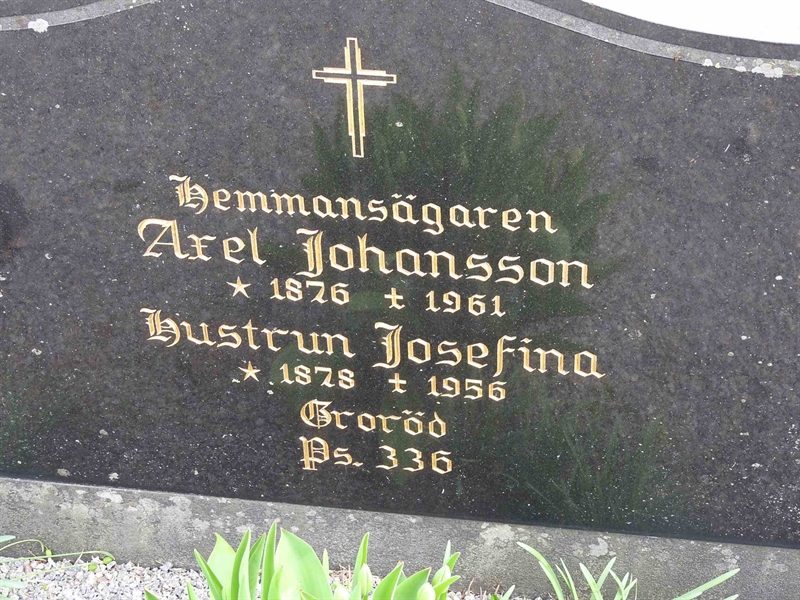 Hemmansägaren
Axel Johansson
★ 1876 ✝ 1961
Hustrun Josefina
★ 1878 ✝ 1956
Groröd
Ps. 336